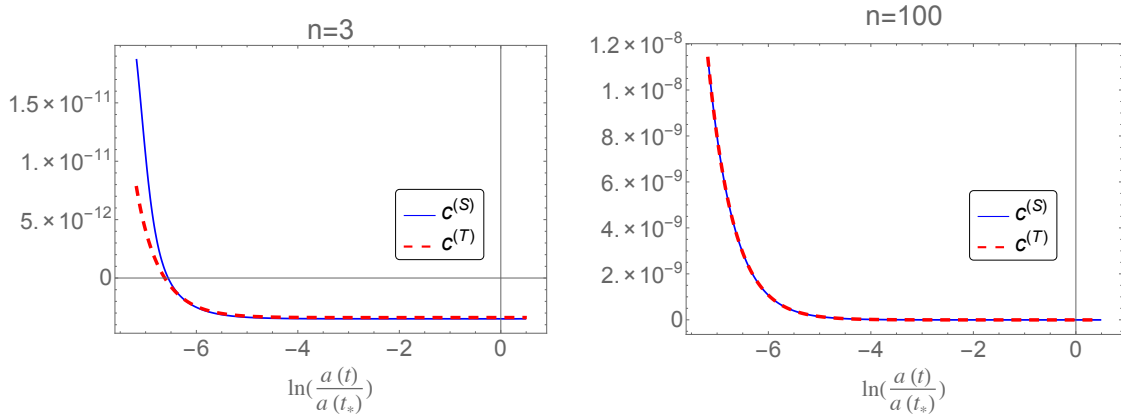 n=3
1.5×10⁻¹¹
1.×10⁻¹¹
5.×10⁻¹²
0
c^(S)
c^(T)
−6
−4
−2
0
ln(a(t)/a(t_*))
n=100
1.2×10⁻⁸
1.×10⁻⁸
8.×10⁻⁹
6.×10⁻⁹
4.×10⁻⁹
2.×10⁻⁹
0
c^(S)
c^(T)
−6
−4
−2
0
ln(a(t)/a(t_*))